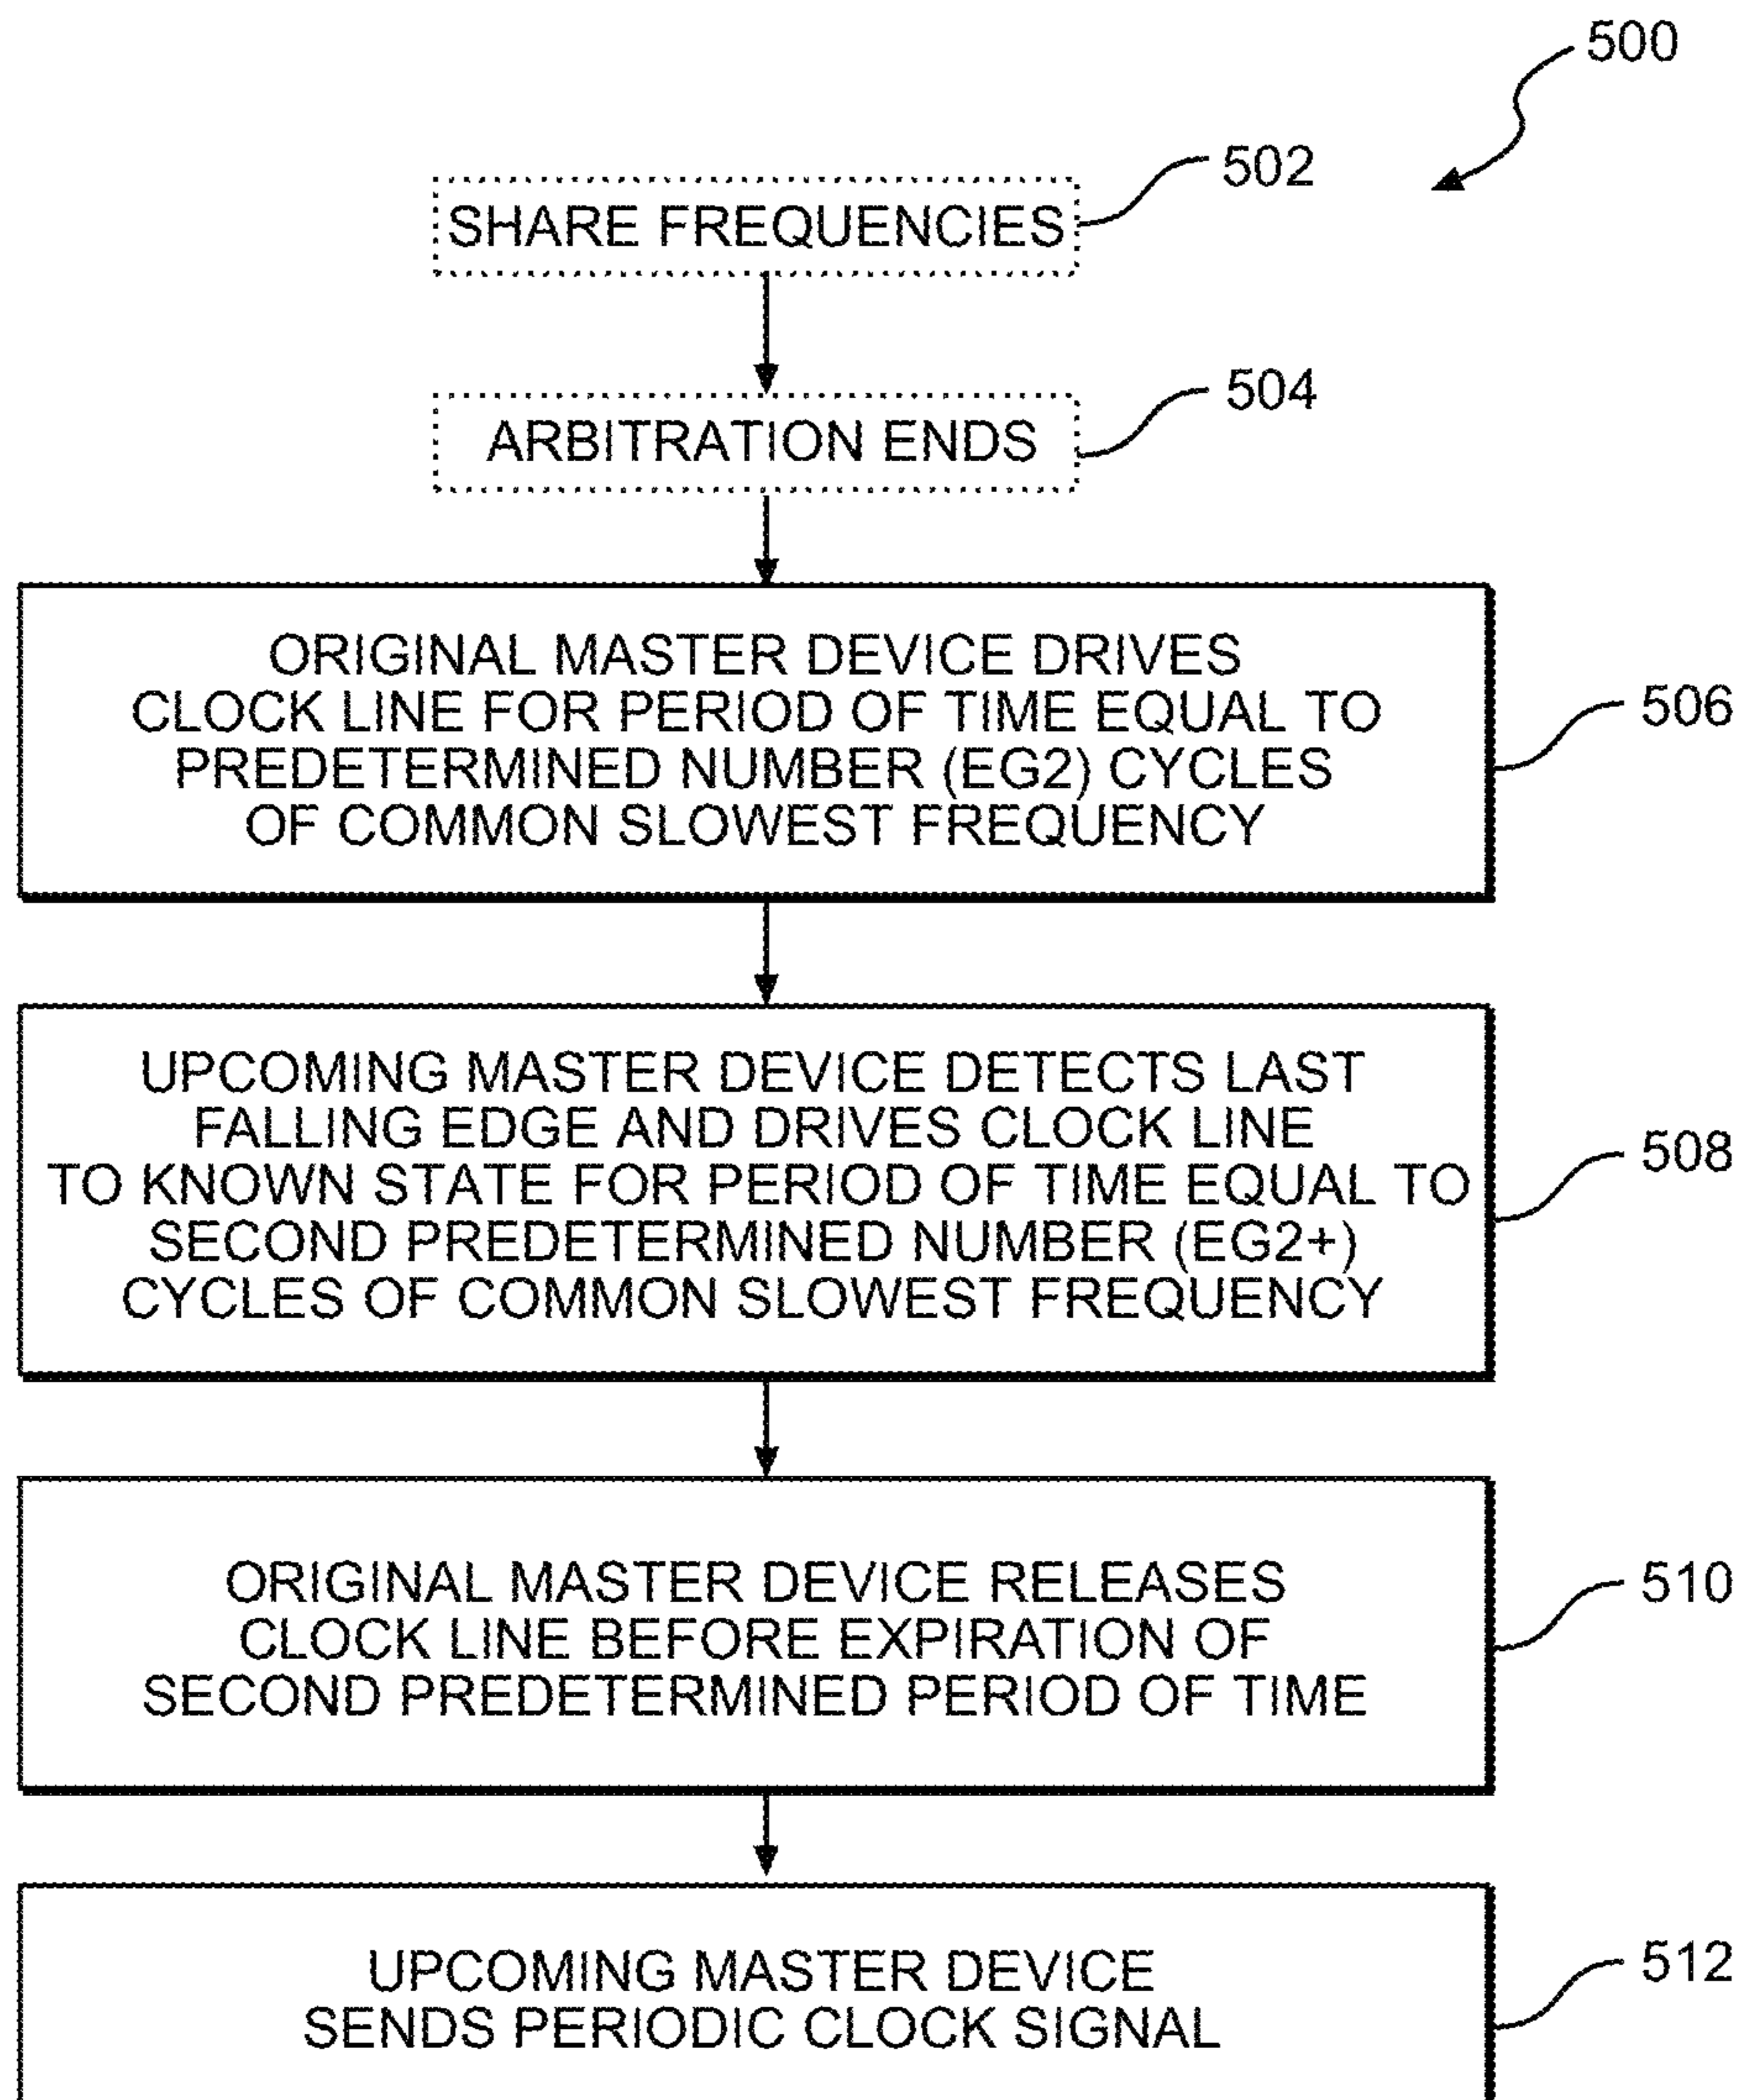 500
502
SHARE FREQUENCIES
504
ARBITRATION ENDS
ORIGINAL MASTER DEVICE DRIVES
CLOCK LINE FOR PERIOD OF TIME EQUAL TO
PREDETERMINED NUMBER (EG2) CYCLES
OF COMMON SLOWEST FREQUENCY
506
UPCOMING MASTER DEVICE DETECTS LAST
FALLING EDGE AND DRIVES CLOCK LINE
TO KNOWN STATE FOR PERIOD OF TIME EQUAL TO
SECOND PREDETERMINED NUMBER (EG2+)
CYCLES OF COMMON SLOWEST FREQUENCY
508
ORIGINAL MASTER DEVICE RELEASES
CLOCK LINE BEFORE EXPIRATION OF
SECOND PREDETERMINED PERIOD OF TIME
510
UPCOMING MASTER DEVICE
SENDS PERIODIC CLOCK SIGNAL
512